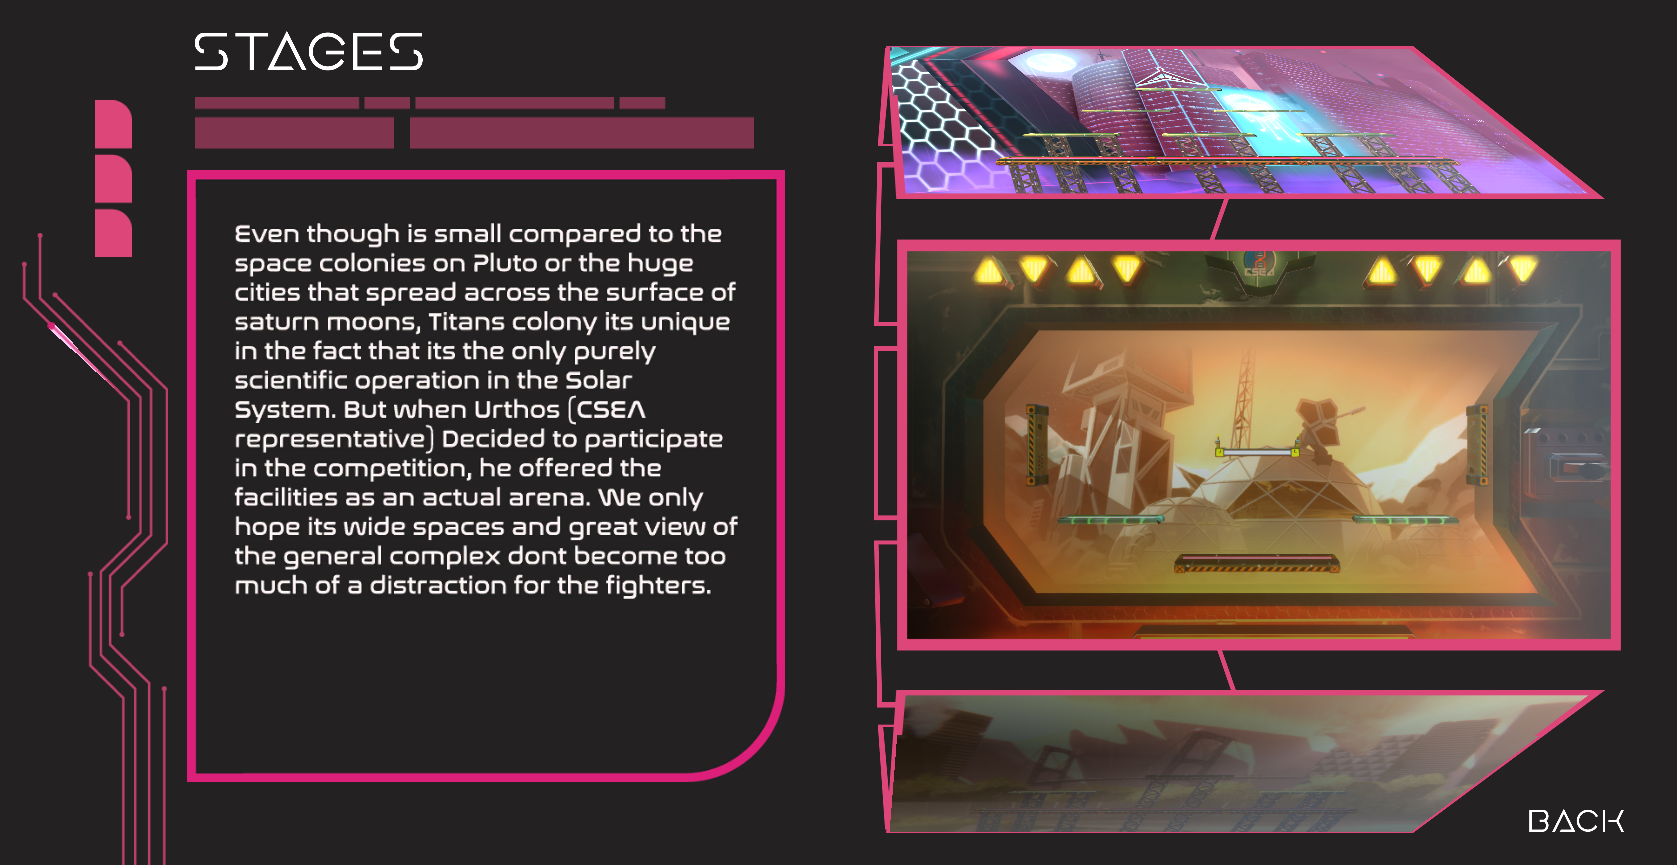 STAGES
Even though is small compared to the
space colonies on Pluto or the huge
cities that spread across the surface of
saturn moons, Titans colony its unique
in the fact that its the only purely
scientific operation in the Solar
System. But when Urthos (CSEA
representative) Decided to participate
in the competition, he offered the
facilities as an actual arena. We only
hope its wide spaces and great view of
the general complex dont become too
much of a distraction for the fighters.
CSEA
BACK